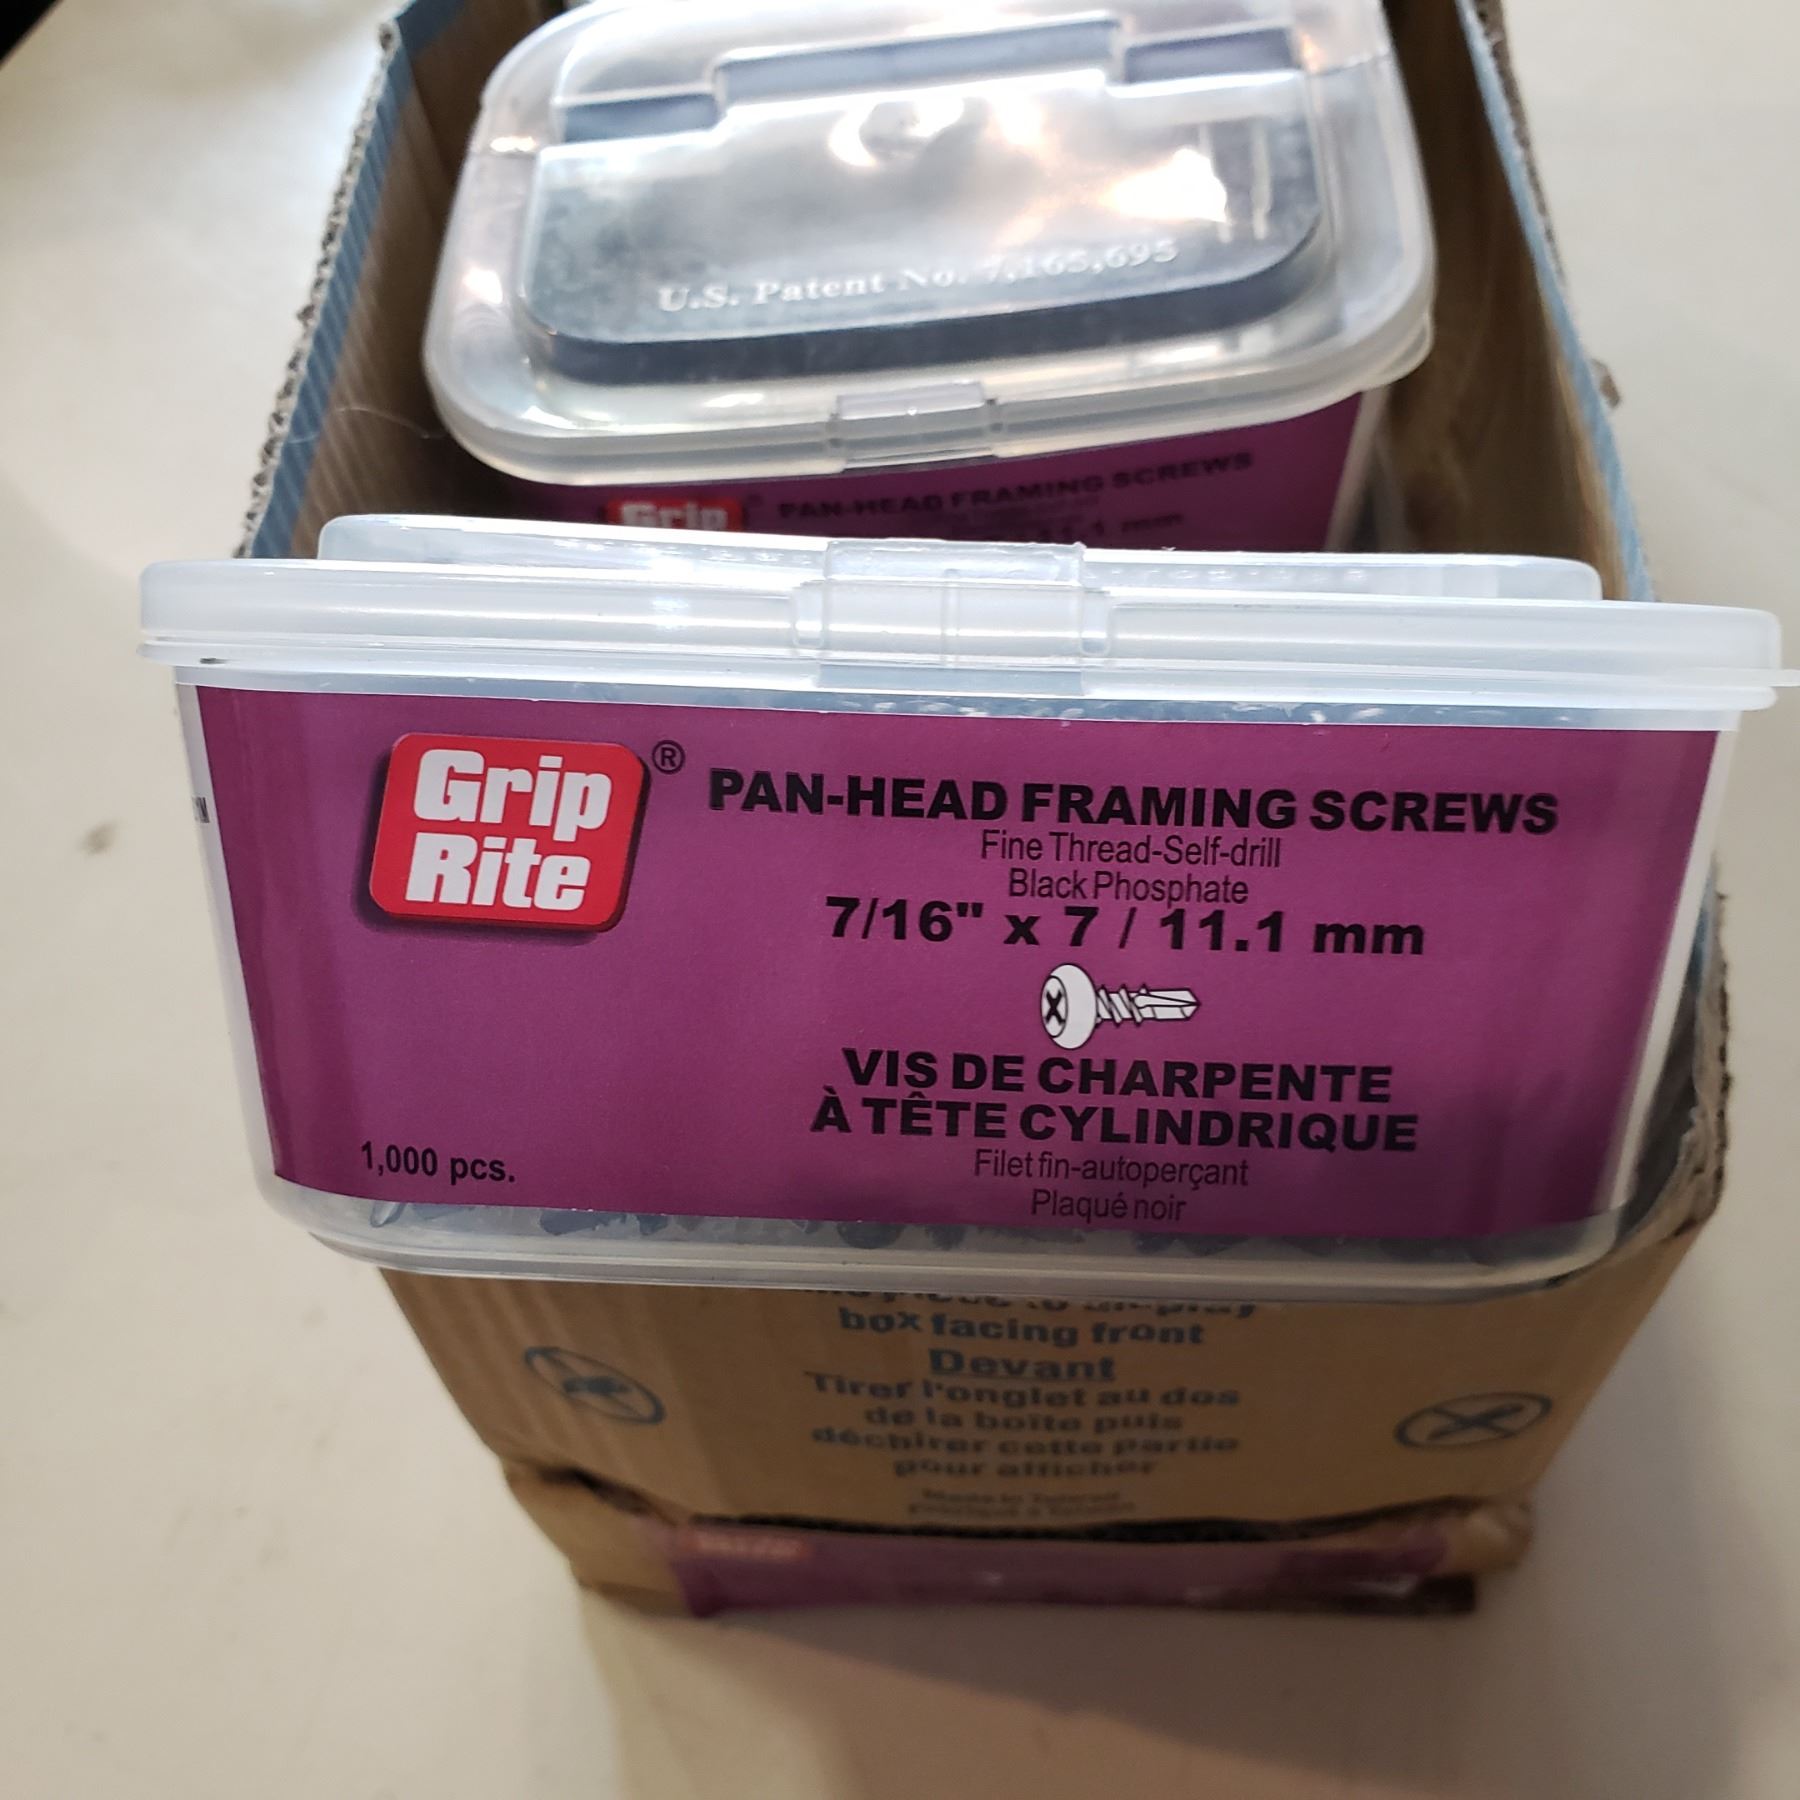 U.S. Patent No. 7,165,695
Grip
PAN-HEAD FRAMING SCREWS
mm
Grip
Rite
®
PAN-HEAD FRAMING SCREWS
Fine Thread-Self-drill
Black Phosphate
7/16" x 7 / 11.1 mm
VIS DE CHARPENTE
À TÊTE CYLINDRIQUE
Filet fin-autoperçant
Plaqué noir
1,000 pcs.
box facing front
Devant
Tirer l'onglet au dos
de la boîte puis
déchirer cette partie
pour afficher